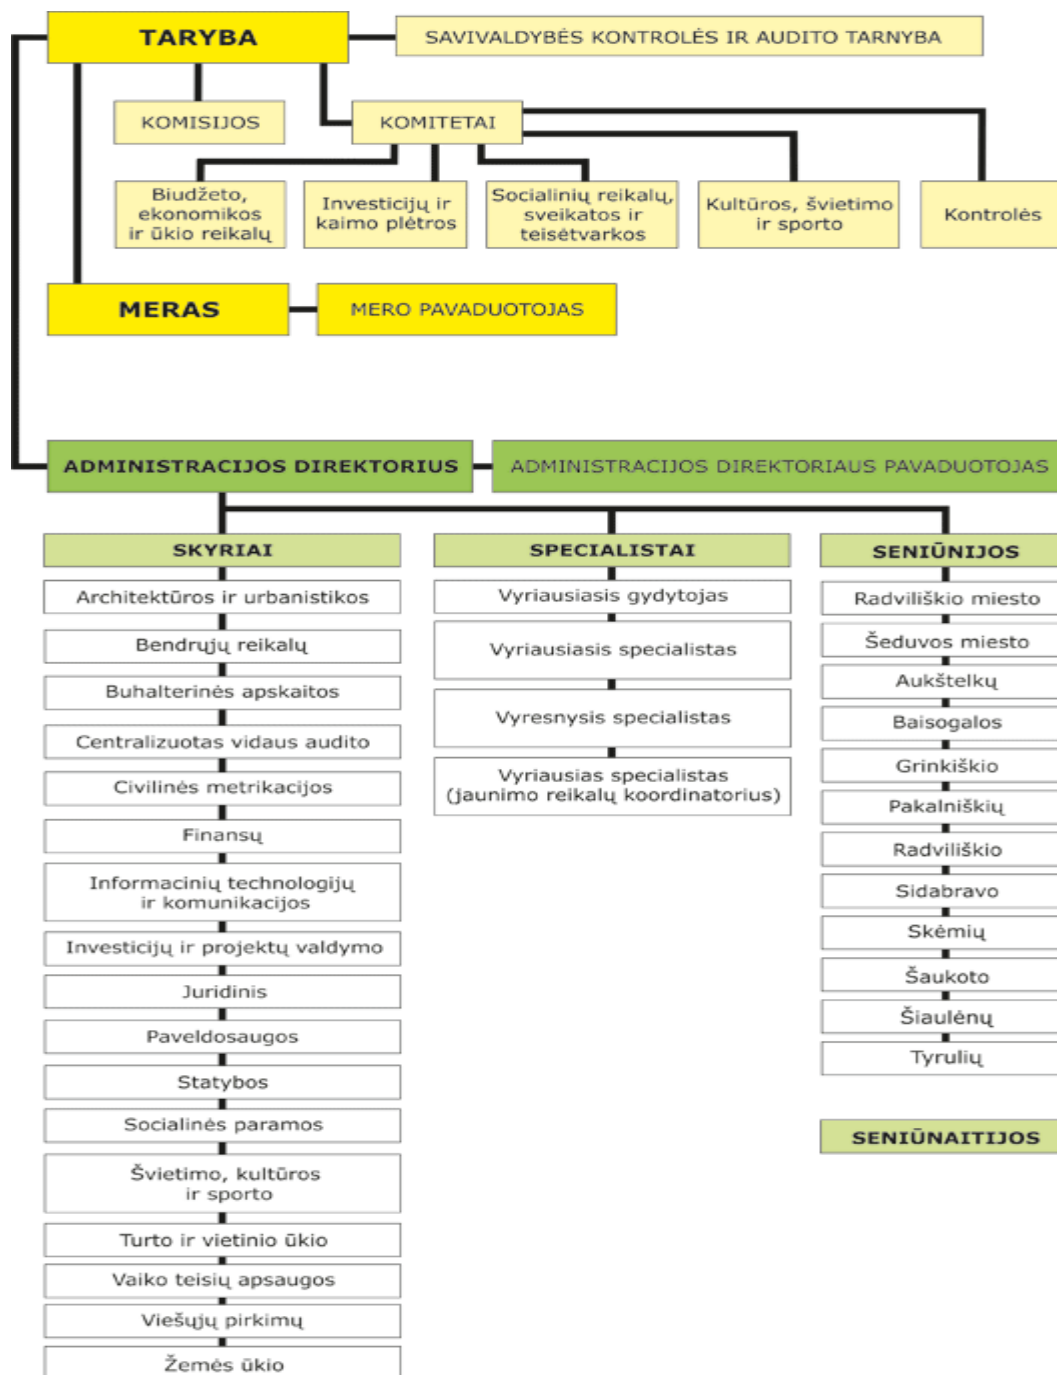 TARYBA
SAVIVALDYBĖS KONTROLĖS IR AUDITO TARNYBA
KOMISIJOS
KOMITETAI
Biudžeto,
ekonomikos
ir ūkio reikalų
Investicijų ir
kaimo plėtros
Socialinių reikalų,
sveikatos ir
teisėtvarkos
Kultūros, švietimo
ir sporto
Kontrolės
MERAS
MERO PAVADUOTOJAS
ADMINISTRACIJOS DIREKTORIUS
ADMINISTRACIJOS DIREKTORIAUS PAVADUOTOJAS
SKYRIAI
Architektūros ir urbanistikos
Bendrųjų reikalų
Buhalterinės apskaitos
Centralizuotas vidaus audito
Civilinės metrikacijos
Finansų
Informacinių technologijų
ir komunikacijos
Investicijų ir projektų valdymo
Juridinis
Paveldosaugos
Statybos
Socialinės paramos
Švietimo, kultūros
ir sporto
Turto ir vietinio ūkio
Vaiko teisių apsaugos
Viešųjų pirkimų
Žemės ūkio
SPECIALISTAI
Vyriausiasis gydytojas
Vyriausiasis specialistas
Vyresnysis specialistas
Vyriausias specialistas
(jaunimo reikalų koordinatorius)
SENIŪNIJOS
Radviliškio miesto
Šeduvos miesto
Aukštelkų
Baisogalos
Grinkiškio
Pakalniškių
Radviliškio
Sidabravo
Skėmių
Šaukoto
Šiaulėnų
Tyrulių
SENIŪNAITIJOS